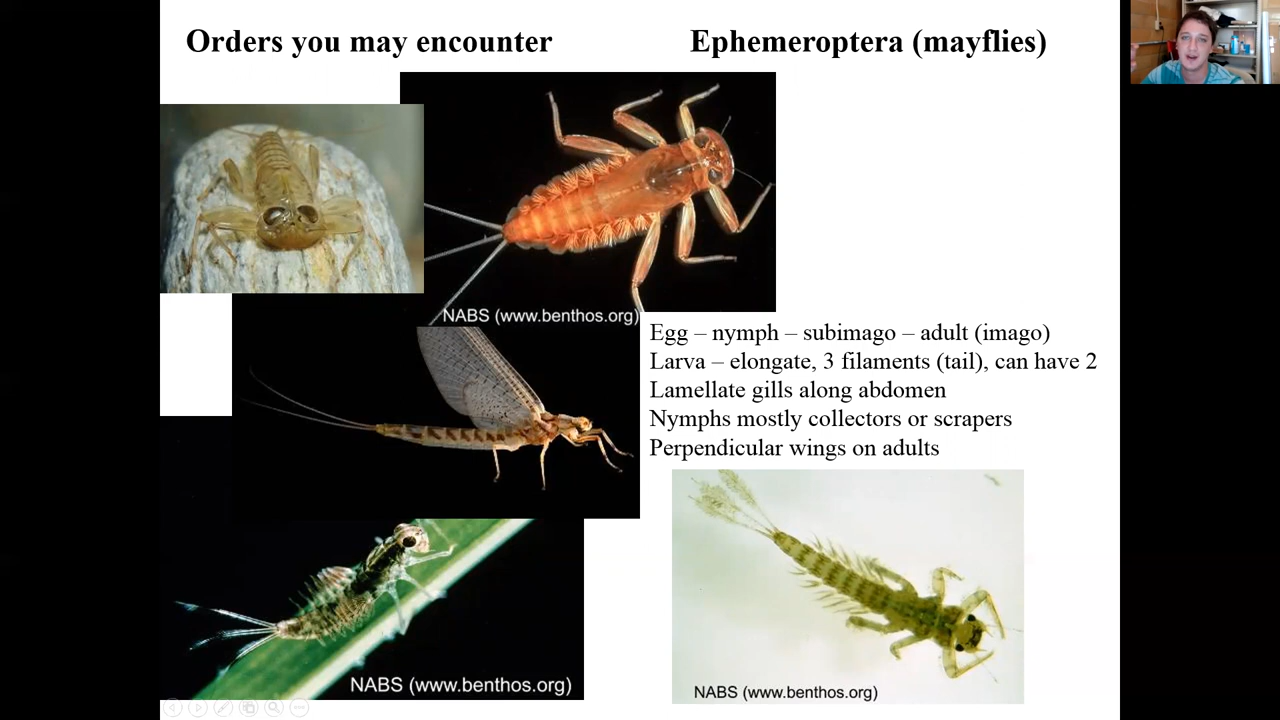 Orders you may encounter
Ephemeroptera (mayflies)
NABS (www.benthos.org)
Egg – nymph – subimago – adult (imago)
Larva – elongate, 3 filaments (tail), can have 2
Lamellate gills along abdomen
Nymphs mostly collectors or scrapers
Perpendicular wings on adults
NABS (www.benthos.org)
NABS (www.benthos.org)